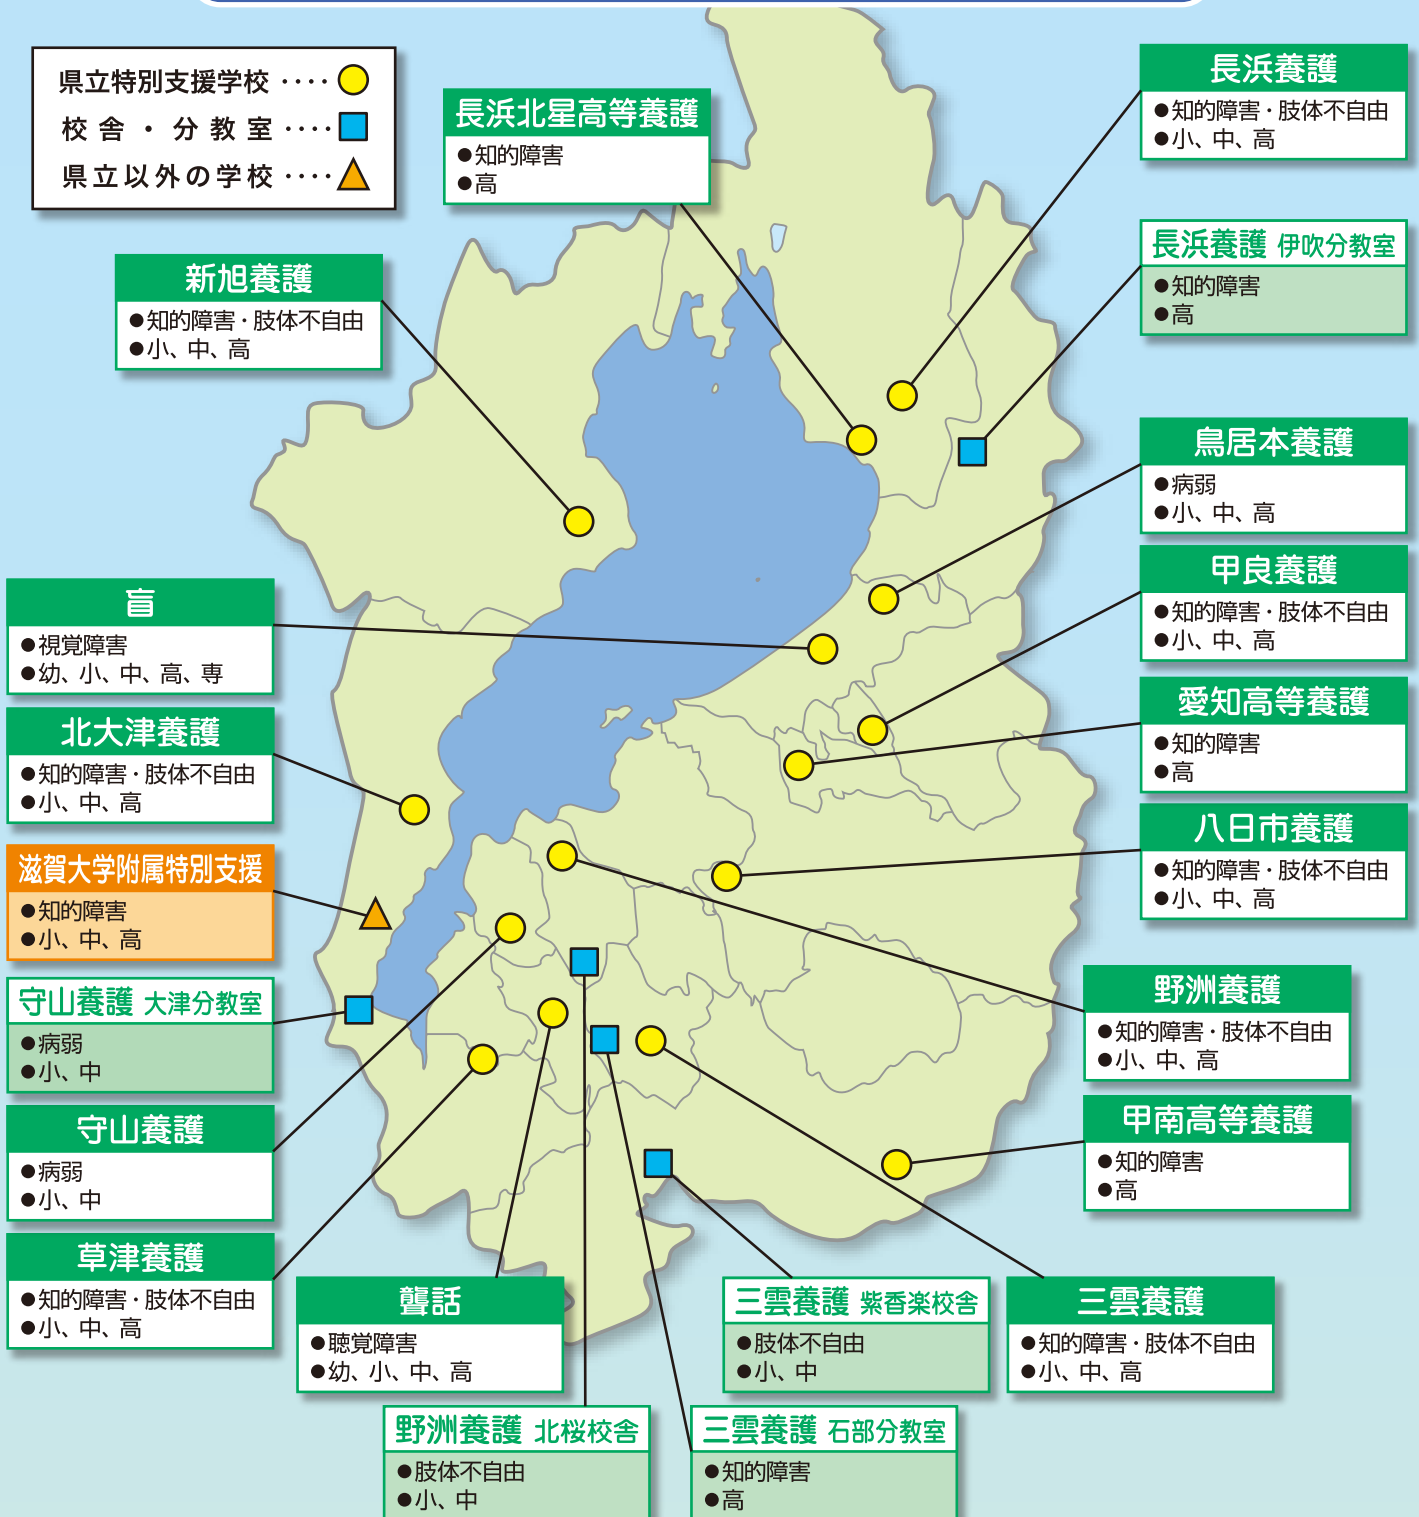 県立特別支援学校 ････
校舎・分教室 ････
県立以外の学校 ････
長浜北星高等養護
●知的障害
●高
長浜養護
●知的障害・肢体不自由
●小、中、高
長浜養護 伊吹分教室
●知的障害
●高
新旭養護
●知的障害・肢体不自由
●小、中、高
鳥居本養護
●病弱
●小、中、高
甲良養護
●知的障害・肢体不自由
●小、中、高
盲
●視覚障害
●幼、小、中、高、専
愛知高等養護
●知的障害
●高
北大津養護
●知的障害・肢体不自由
●小、中、高
八日市養護
●知的障害・肢体不自由
●小、中、高
滋賀大学附属特別支援
●知的障害
●小、中、高
野洲養護
●知的障害・肢体不自由
●小、中、高
守山養護 大津分教室
●病弱
●小、中
守山養護
●病弱
●小、中
甲南高等養護
●知的障害
●高
草津養護
●知的障害・肢体不自由
●小、中、高
聾話
●聴覚障害
●幼、小、中、高
三雲養護 紫香楽校舎
●肢体不自由
●小、中
三雲養護
●知的障害・肢体不自由
●小、中、高
野洲養護 北桜校舎
●肢体不自由
●小、中
三雲養護 石部分教室
●知的障害
●高